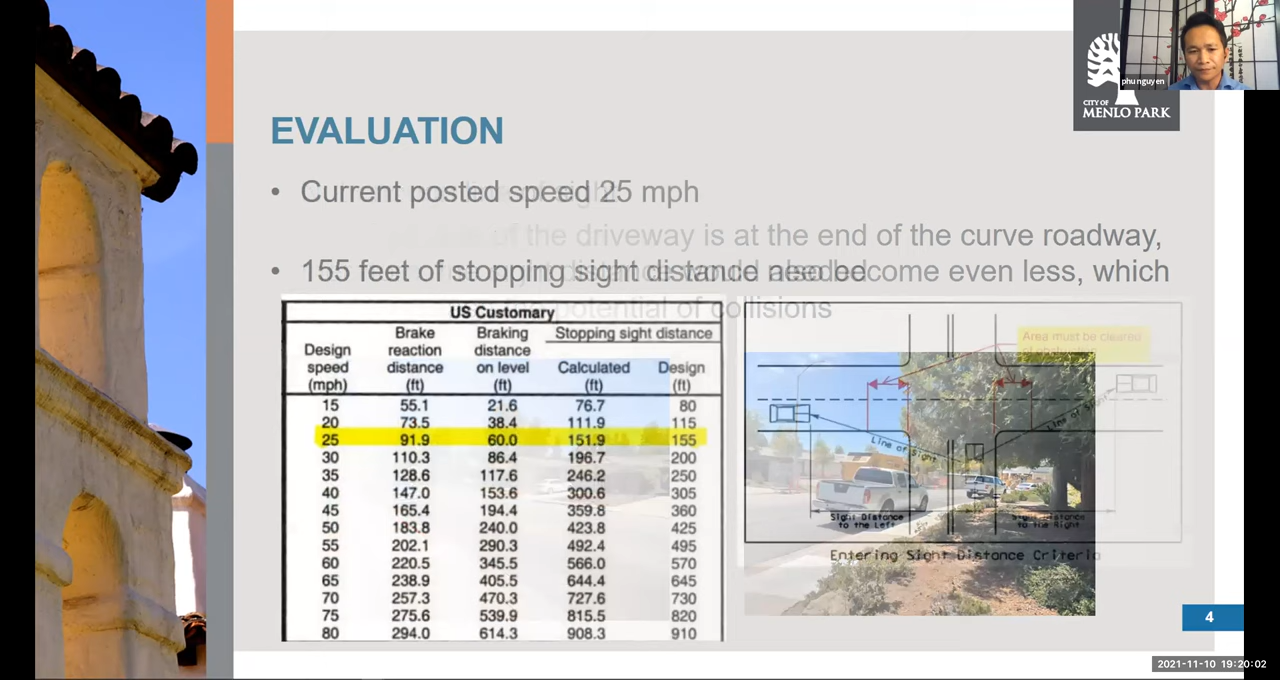 phu nguyen
CITY OF
MENLO PARK
EVALUATION
• Current posted speed 25 mph
of the driveway is at the end of the curve roadway,
• 155 feet of stopping sight distance need
become even less, which
potential of collisions
US Customary
Design speed (mph) Brake reaction distance (ft) Braking distance on level (ft) Stopping sight distance Calculated (ft) Design (ft)
15 55.1 21.6 76.7 80
20 73.5 38.4 111.9 115
25 91.9 60.0 151.9 155
30 110.3 86.4 196.7 200
35 128.6 117.6 246.2 250
40 147.0 153.6 300.6 305
45 165.4 194.4 359.8 360
50 183.8 240.0 423.8 425
55 202.1 290.3 492.4 495
60 220.5 345.5 566.0 570
65 238.9 405.5 644.4 645
70 257.3 470.3 727.6 730
75 275.6 539.9 815.5 820
80 294.0 614.3 908.3 910
Area must be cleared
Line of Sight
Line of Sight
Sight Distance
to the Left
Sight Distance
to the Right
Entering Sight Distance Criteria
4
2021-11-10 19:20:02